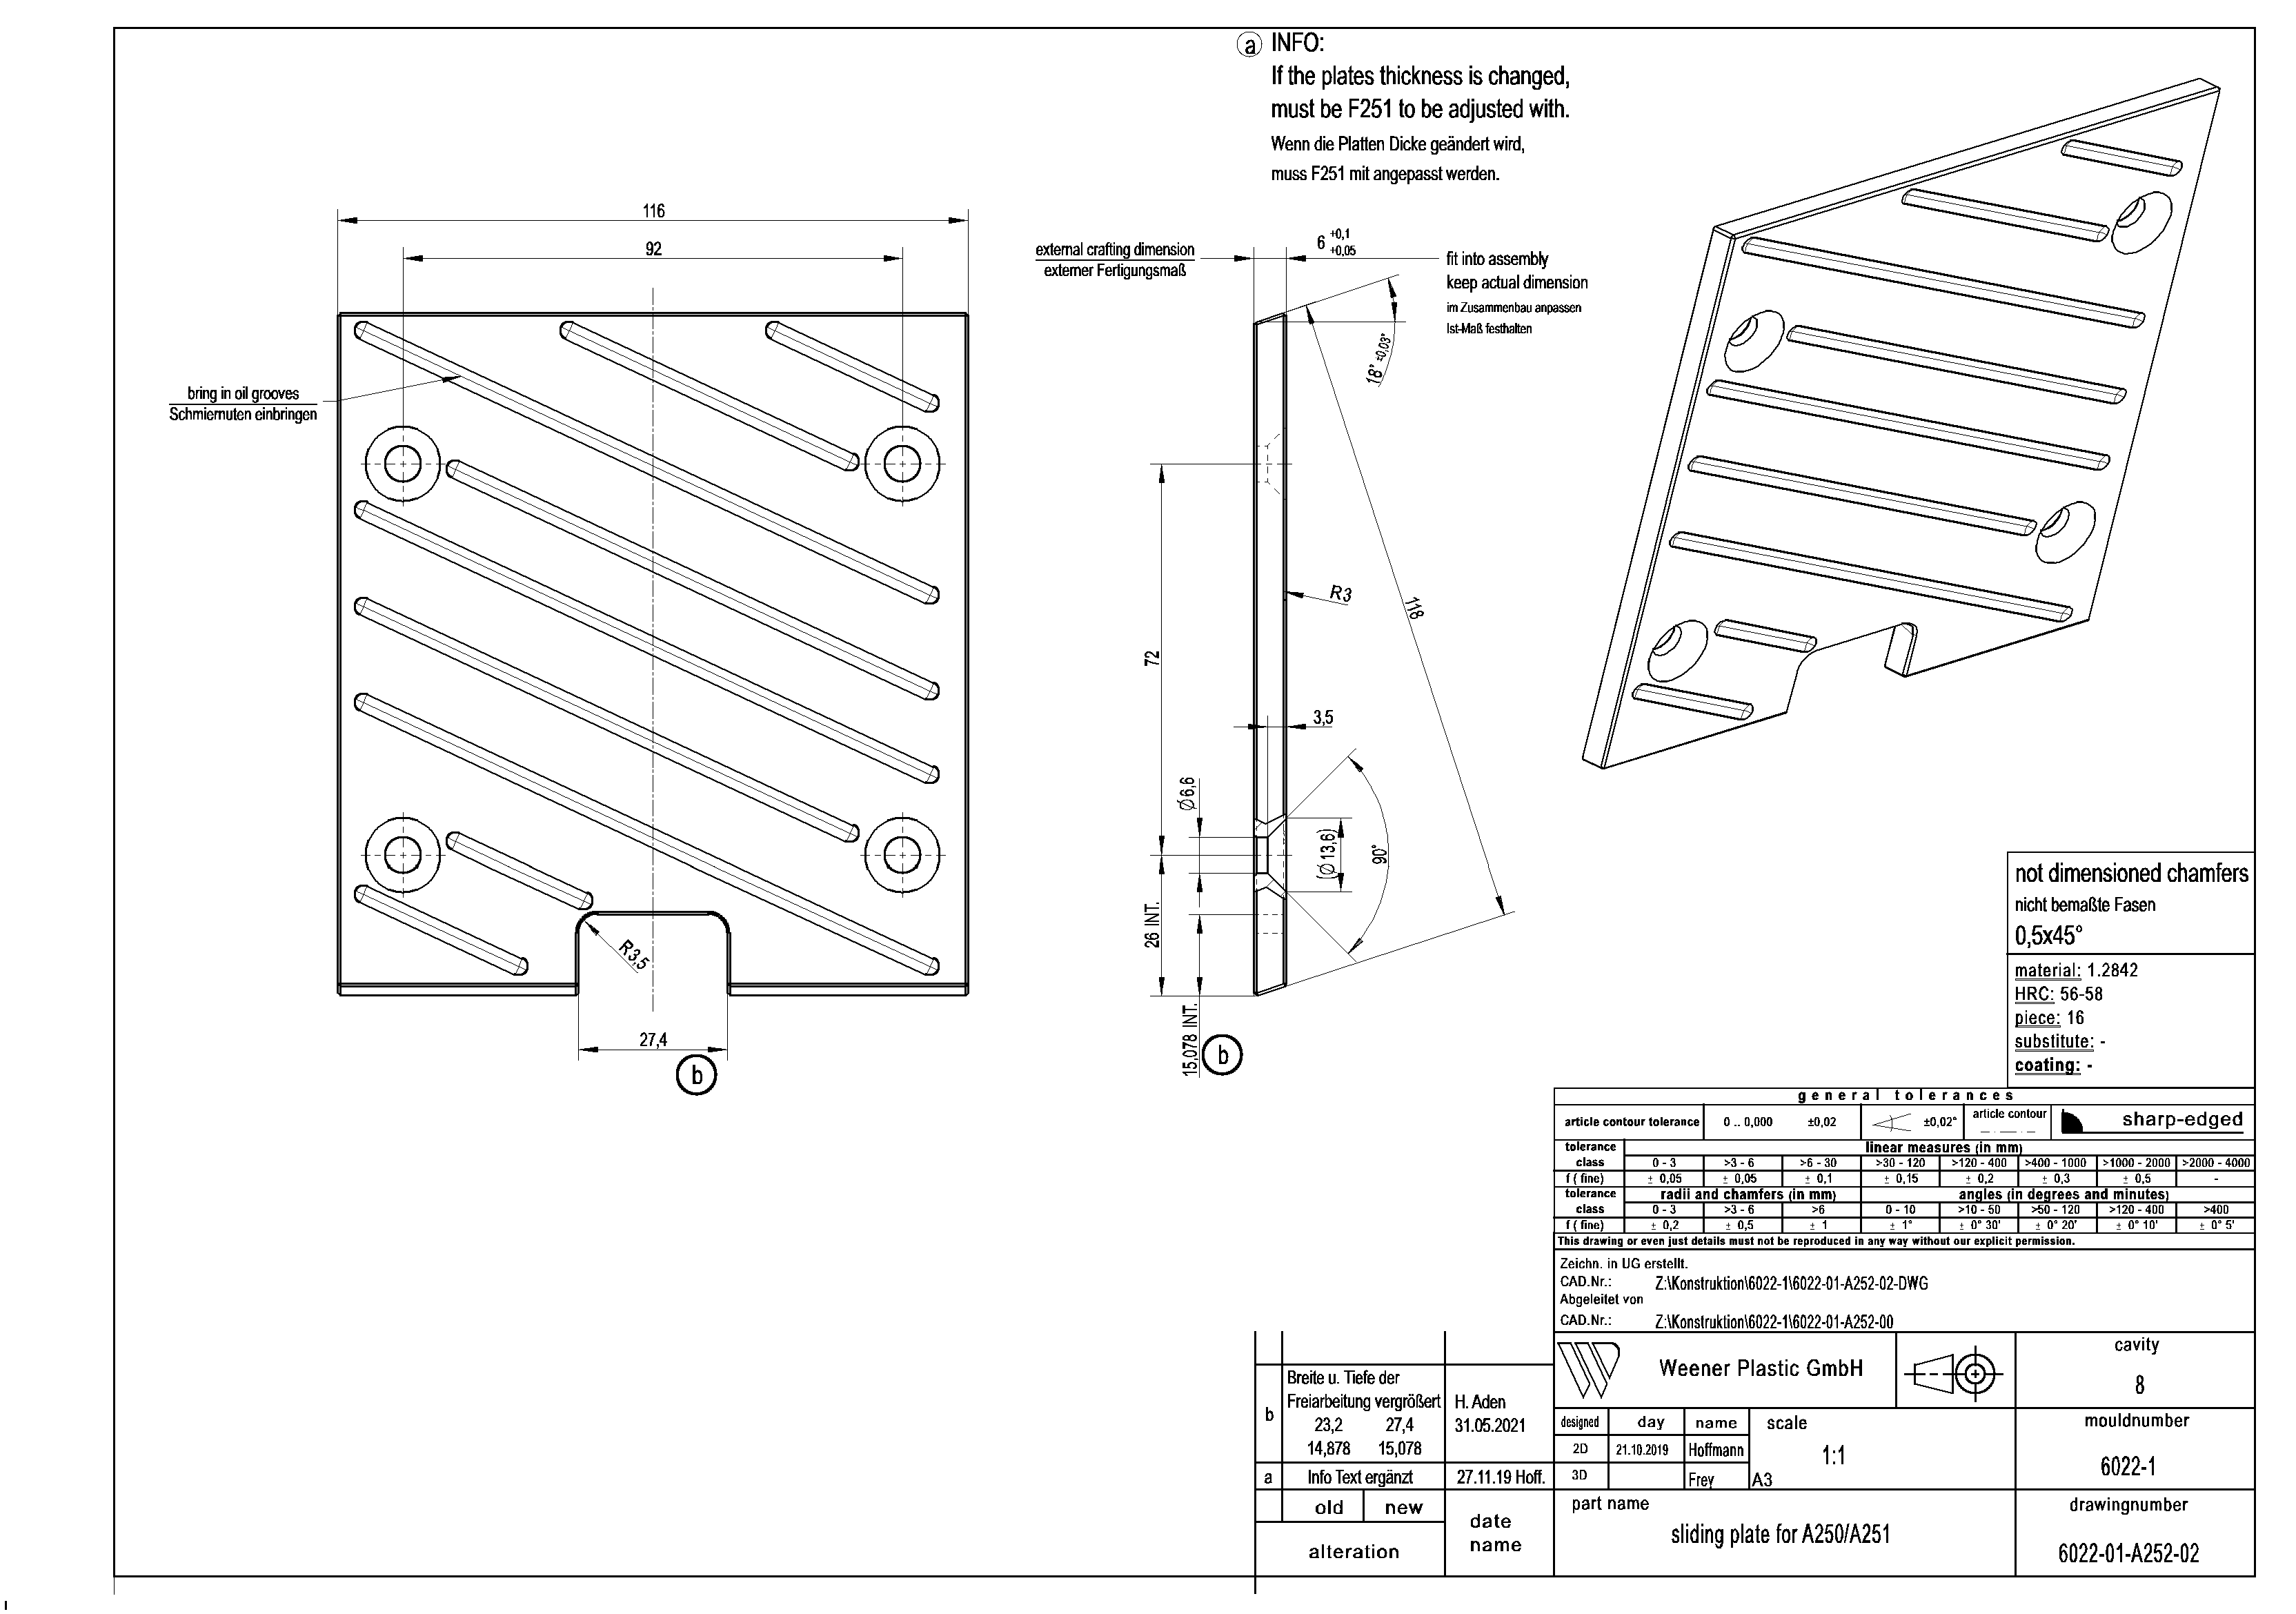 a INFO:
If the plates thickness is changed,
must be F251 to be adjusted with.
Wenn die Platten Dicke geändert wird,
muss F251 mit angepasst werden.
116
92
bring in oil grooves
Schmiernuten einbringen
R3,5
27,4
b
external crafting dimension
externer Fertigungsmaß
6 +0,1 +0,05
fit into assembly
keep actual dimension
im Zusammenbau anpassen
Ist-Maß festhalten
18° ±0,03°
R3
118
72
3,5
Ø6,6
(Ø13,6)
90°
26 INT.
15,078 INT.
b
not dimensioned chamfers
nicht bemaßte Fasen
0,5x45°
material: 1.2842
HRC: 56-58
piece: 16
substitute: -
coating: -
general tolerances
article contour tolerance 0 .. 0,000 ±0,02 ±0,02° article contour sharp-edged
tolerance linear measures (in mm)
class 0 - 3 >3 - 6 >6 - 30 >30 - 120 >120 - 400 >400 - 1000 >1000 - 2000 >2000 - 4000
f ( fine) ± 0,05 ± 0,05 ± 0,1 ± 0,15 ± 0,2 ± 0,3 ± 0,5 -
tolerance radii and chamfers (in mm) angles (in degrees and minutes)
class 0 - 3 >3 - 6 >6 0 - 10 >10 - 50 >50 - 120 >120 - 400 >400
f ( fine) ± 0,2 ± 0,5 ± 1 ± 1° ± 0° 30' ± 0° 20' ± 0° 10' ± 0° 5'
This drawing or even just details must not be reproduced in any way without our explicit permission.
Zeichn. in UG erstellt.
CAD.Nr.: Z:\Konstruktion\6022-1\6022-01-A252-02-DWG
Abgeleitet von
CAD.Nr.: Z:\Konstruktion\6022-1\6022-01-A252-00
Weener Plastic GmbH
cavity
8
designed day name scale
2D 21.10.2019 Hoffmann 1:1
3D Frey A3
mouldnumber
6022-1
part name
sliding plate for A250/A251
drawingnumber
6022-01-A252-02
b Breite u. Tiefe der
Freiarbeitung vergrößert
23,2 27,4
14,878 15,078
H. Aden
31.05.2021
a Info Text ergänzt 27.11.19 Hoff.
old new
alteration
date
name